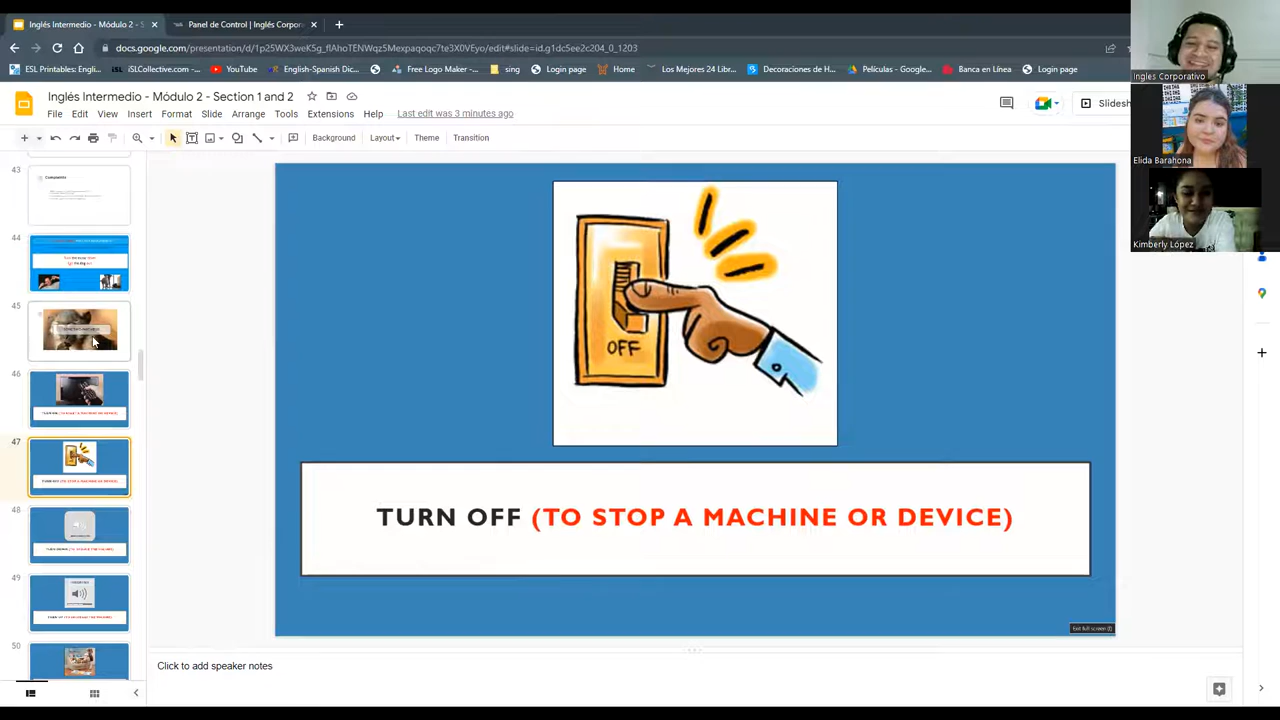 Inglés Intermedio - Módulo 2 - S
Panel de Control | Inglés Corpor
docs.google.com/presentation/d/1p25WX3weK5g_flAhoTENWqz5Mexpaqoqc7te3X0VEyo/edit#slide=id.g1dc5ee2c204_0_1203
ESL Printables: Engli...
iSLCollective.com...
YouTube
English-Spanish Dic...
Free Logo Maker -...
sing
Login page
Home
Los Mejores 24 Libr...
Decoraciones de H...
Películas - Google...
Banca en Línea
Login page
Ingles Corporativo
Inglés Intermedio - Módulo 2 - Section 1 and 2
File Edit View Insert Format Slide Arrange Tools Extensions Help
Last edit was 3 minutes ago
Slidesh
Background
Layout
Theme
Transition
Elida Barahona
Kimberly López
43
44
45
46
47
48
49
50
OFF
TURN OFF (TO STOP A MACHINE OR DEVICE)
Exit full screen (f)
Click to add speaker notes